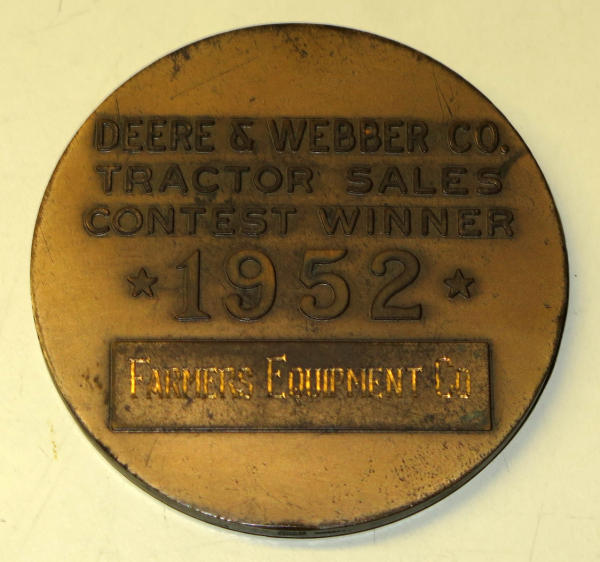 DEERE & WEBBER CO.
TRACTOR SALES
CONTEST WINNER
1952
FARMERS EQUIPMENT CO